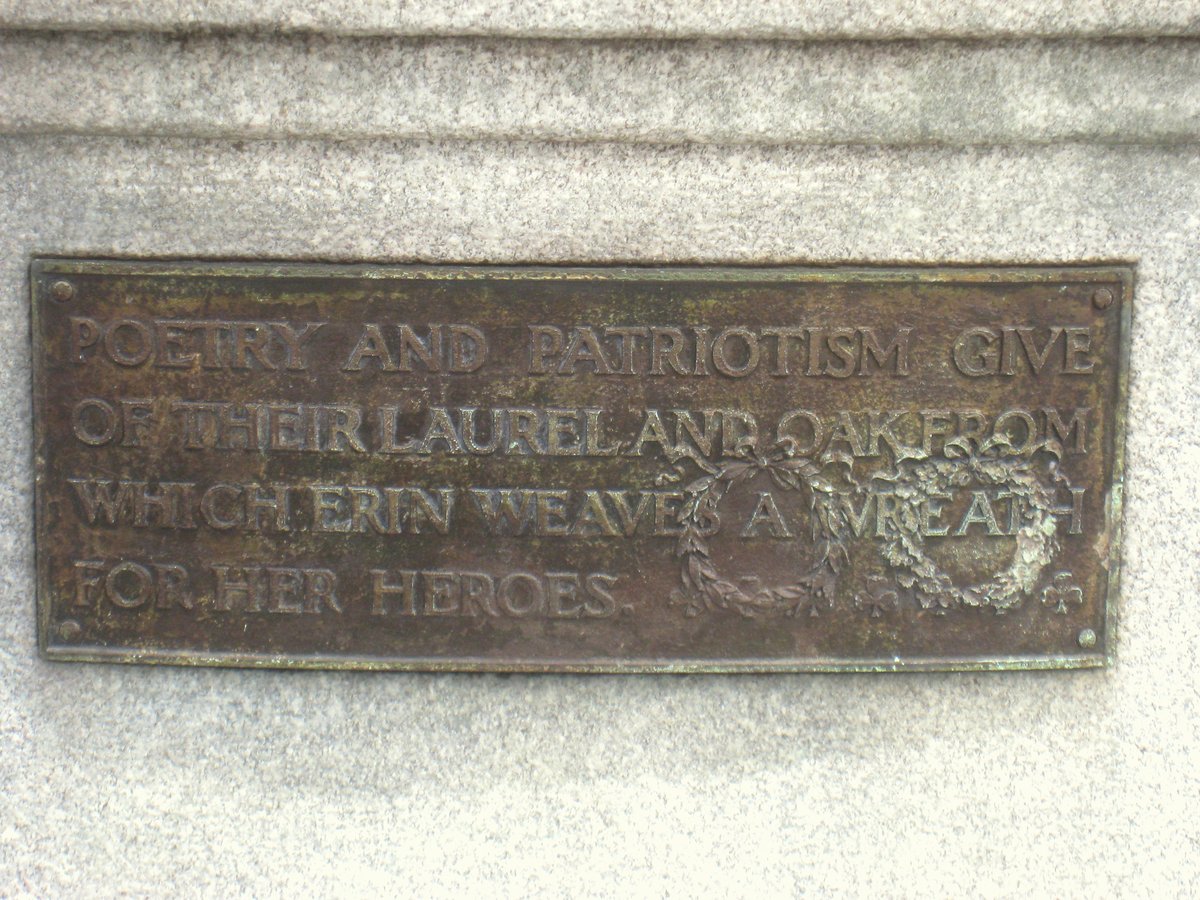 POETRY AND PATRIOTISM GIVE
OF THEIR LAUREL AND OAK FROM
WHICH ERIN WEAVES A WREATH
FOR HER HEROES.